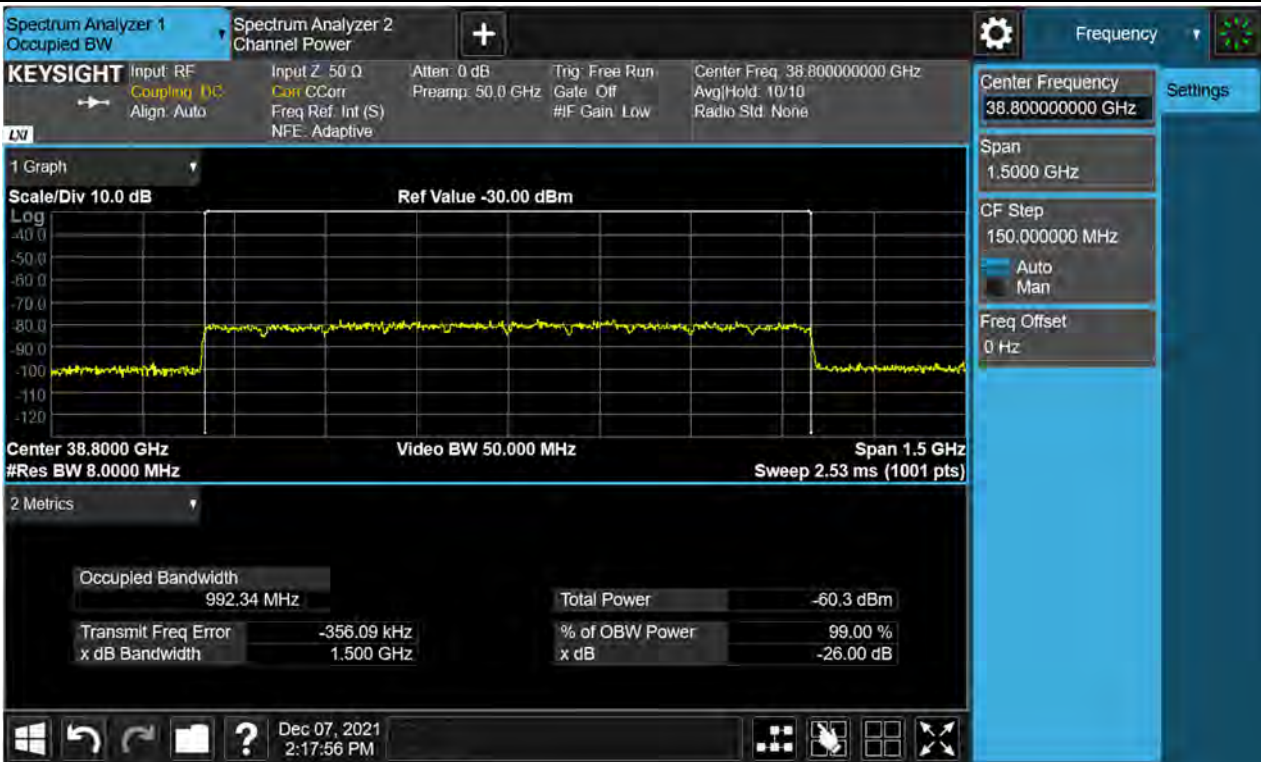 Spectrum Analyzer 1
Occupied BW
Spectrum Analyzer 2
Channel Power
Frequency
KEYSIGHT
LXI
Input: RF
Coupling: DC
Align: Auto
Input Z: 50 Ω
Corr CCorr
Freq Ref: Int (S)
NFE: Adaptive
Atten: 0 dB
Preamp: 50.0 GHz
Trig: Free Run
Gate: Off
#IF Gain: Low
Center Freq: 38.800000000 GHz
Avg|Hold: 10/10
Radio Std: None
Center Frequency
38.800000000 GHz
Settings
Span
1.5000 GHz
CF Step
150.000000 MHz
Auto
Man
Freq Offset
0 Hz
1 Graph
Scale/Div 10.0 dB
Ref Value -30.00 dBm
Log
-40.0
-50.0
-60.0
-70.0
-80.0
-90.0
-100
-110
-120
Center 38.8000 GHz
Video BW 50.000 MHz
Span 1.5 GHz
#Res BW 8.0000 MHz
Sweep 2.53 ms (1001 pts)
2 Metrics
Occupied Bandwidth
992.34 MHz
Total Power -60.3 dBm
Transmit Freq Error -356.09 kHz
% of OBW Power 99.00 %
x dB Bandwidth 1.500 GHz
x dB -26.00 dB
?
Dec 07, 2021
2:17:56 PM